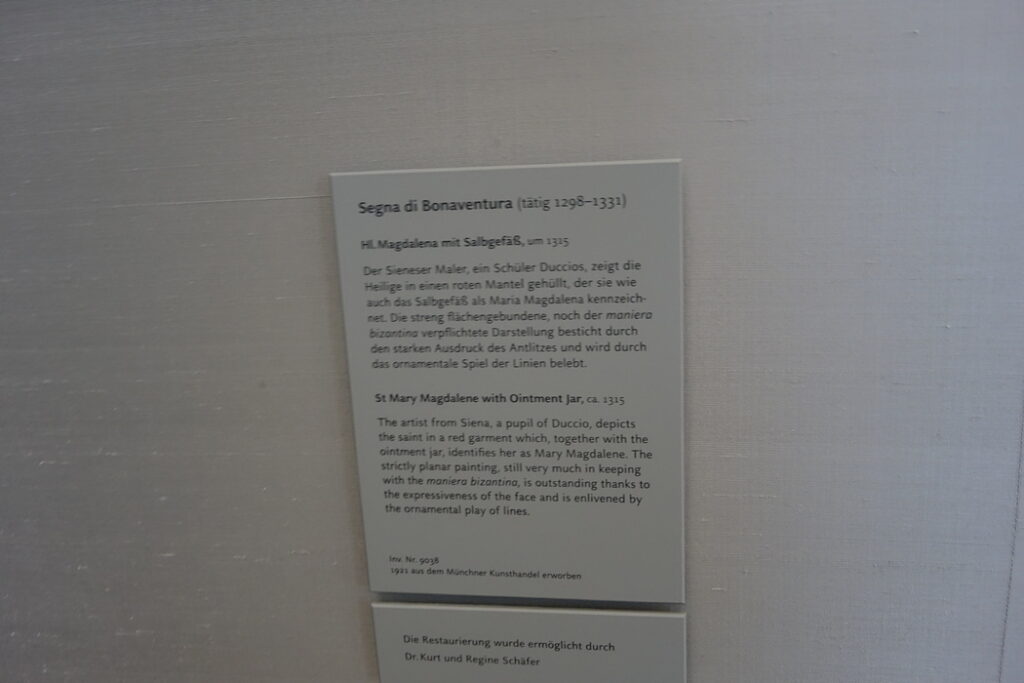 Segna di Bonaventura (tätig 1298–1331)
Hl. Magdalena mit Salbgefäß, um 1315
Der Sieneser Maler, ein Schüler Duccios, zeigt die
Heilige in einen roten Mantel gehüllt, der sie wie
auch das Salbgefäß als Maria Magdalena kennzeich-
net. Die streng flächengebundene, noch der maniera
bizantina verpflichtete Darstellung besticht durch
den starken Ausdruck des Antlitzes und wird durch
das ornamentale Spiel der Linien belebt.
St Mary Magdalene with Ointment Jar, ca. 1315
The artist from Siena, a pupil of Duccio, depicts
the saint in a red garment which, together with the
ointment jar, identifies her as Mary Magdalene. The
strictly planar painting, still very much in keeping
with the maniera bizantina, is outstanding thanks to
the expressiveness of the face and is enlivened by
the ornamental play of lines.
Inv. Nr. 9038
1921 aus dem Münchner Kunsthandel erworben
Die Restaurierung wurde ermöglicht durch
Dr. Kurt und Regine Schäfer